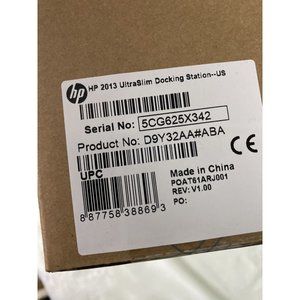 hp HP 2013 UltraSlim Docking Station--US
Serial No: 5CG625X342
Product No: D9Y32AA#ABA
UPC
Made in China
POAT61ARJ001
REV: V1.00
PO:
8 87758 38869 3